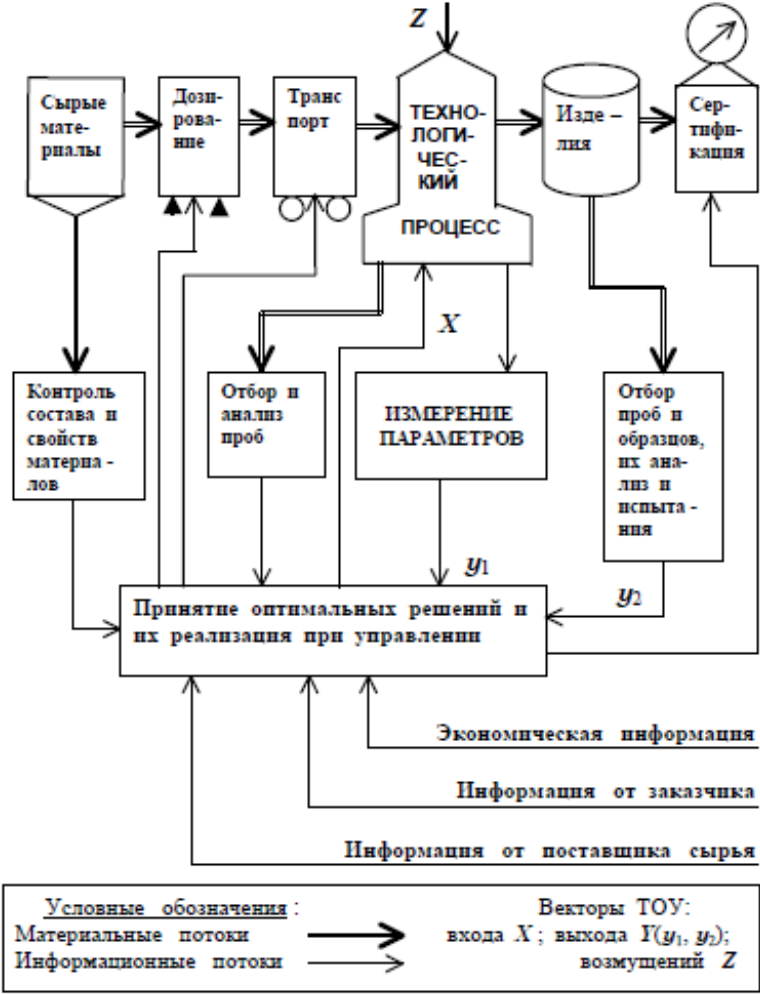 Z
Сырые
мате-
риалы
Дозп-
рова-
ние
Транс
порт
ТЕХНО-
ЛОГИ-
ЧЕС-
КИЙ
ПРОЦЕСС
Изде –
лия
Сер-
тифи-
кация
X
Контроль
состава и
свойств
материа -
лов
Отбор и
анализ
проб
ИЗМЕРЕНИЕ
ПАРАМЕТРОВ
Отбор
проб и
образцов,
их ана-
лиз и
испыта -
ния
y1
y2
Принятие оптимальных решений и
их реализация при управлении
Экономическая информация
Информация от заказчика
Информация от поставщика сырья
Условные обозначения : Векторы ТОУ:
Материальные потоки входа X ; выхода Y(y1, y2);
Информационные потоки возмущений Z